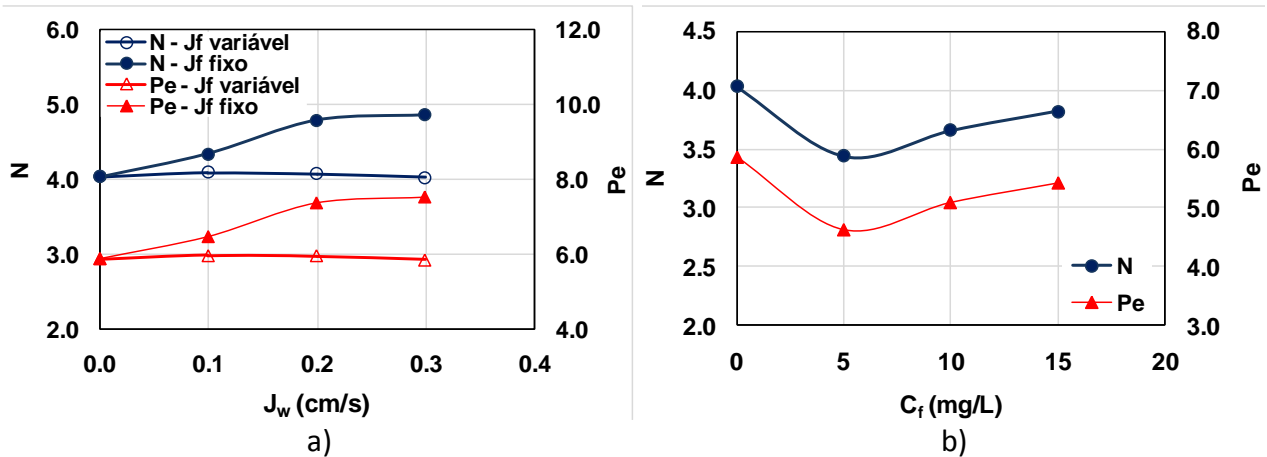 6.0
5.0
4.0
3.0
2.0
N
N - Jf variável
N - Jf fixo
Pe - Jf variável
Pe - Jf fixo
12.0
10.0
8.0
6.0
4.0
Pe
0.0 0.1 0.2 0.3 0.4
Jw (cm/s)
a)
4.5
4.0
3.5
3.0
2.5
2.0
N
8.0
7.0
6.0
5.0
4.0
3.0
Pe
N
Pe
0 5 10 15 20
Cf (mg/L)
b)